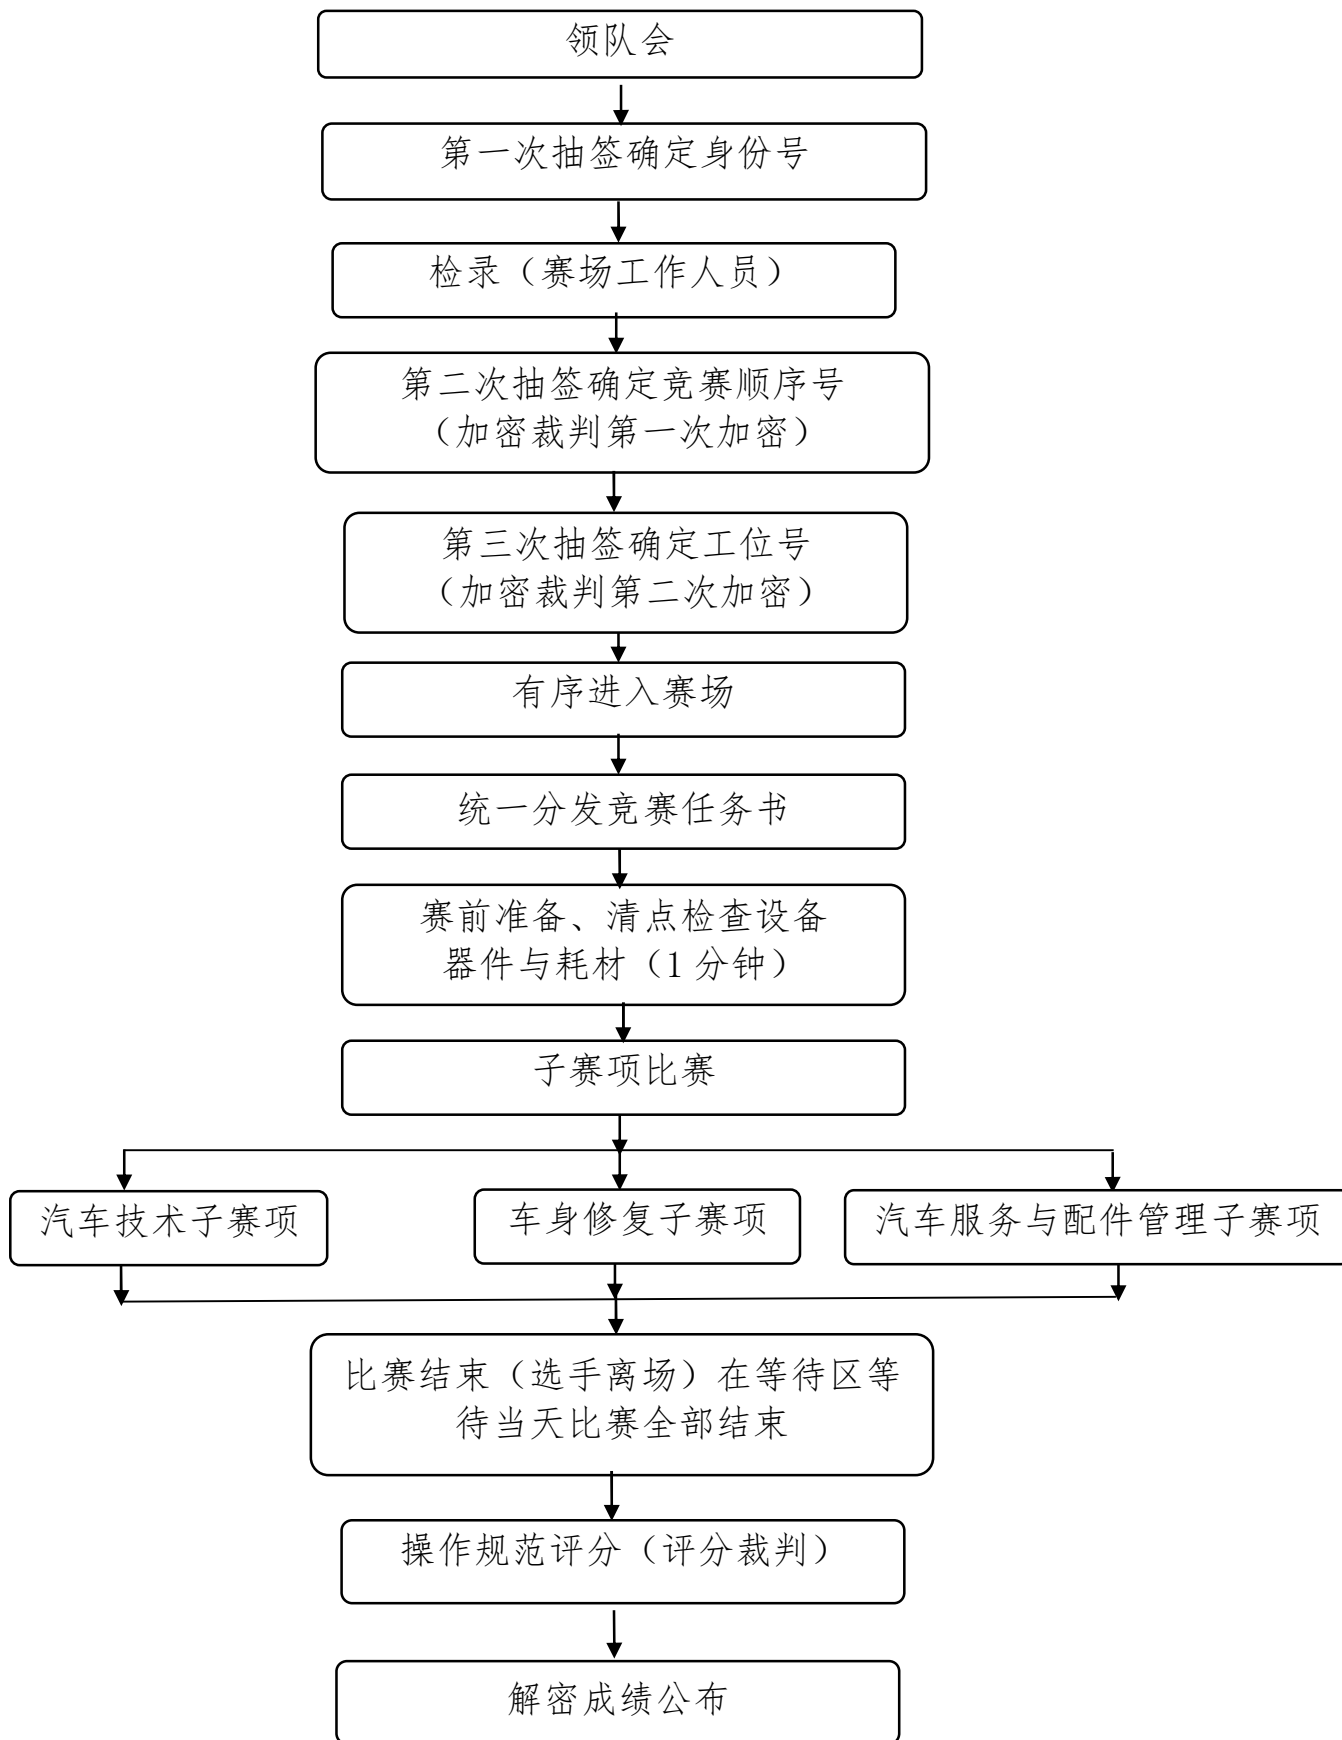 领队会
第一次抽签确定身份号
检录（赛场工作人员）
第二次抽签确定竞赛顺序号
（加密裁判第一次加密）
第三次抽签确定工位号
（加密裁判第二次加密）
有序进入赛场
统一分发竞赛任务书
赛前准备、清点检查设备
器件与耗材（1 分钟）
子赛项比赛
汽车技术子赛项
车身修复子赛项
汽车服务与配件管理子赛项
比赛结束（选手离场）在等待区等
待当天比赛全部结束
操作规范评分（评分裁判）
解密成绩公布